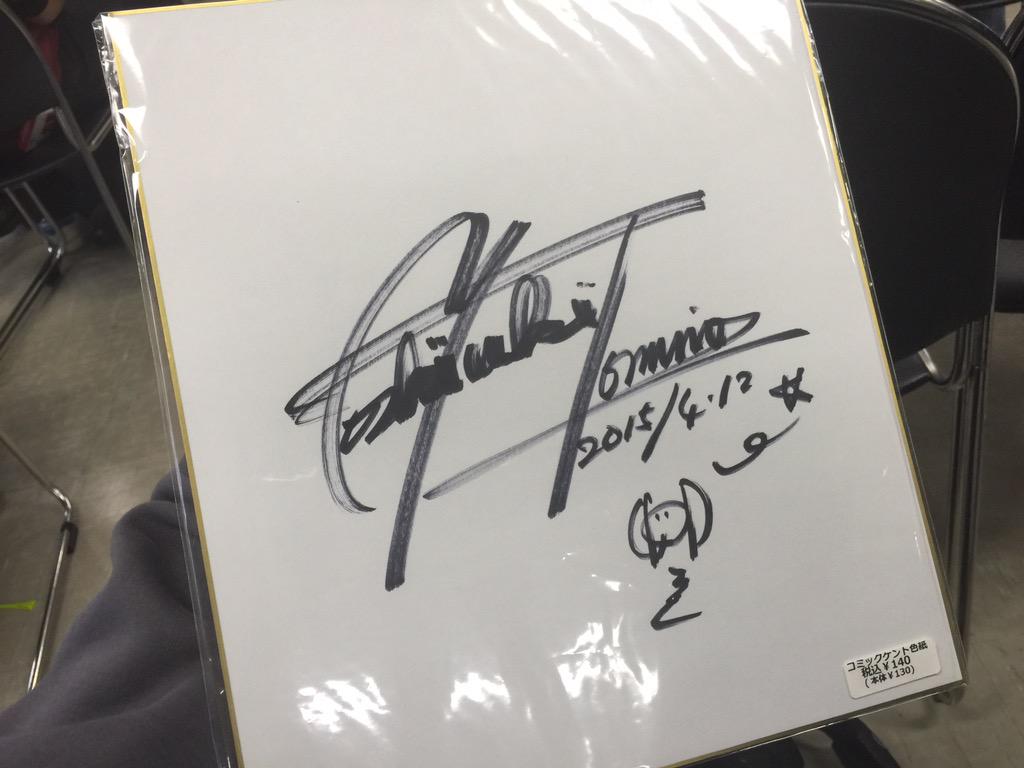 Yoshiyuki Tomino
2015/4.12
コミックケント色紙
税込¥140
(本体¥130)